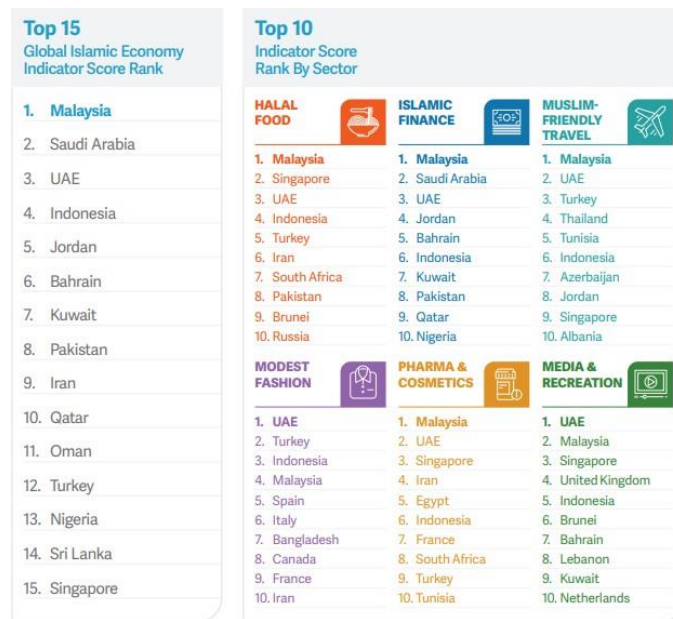 Top 15
Global Islamic Economy
Indicator Score Rank
1. Malaysia
2. Saudi Arabia
3. UAE
4. Indonesia
5. Jordan
6. Bahrain
7. Kuwait
8. Pakistan
9. Iran
10. Qatar
11. Oman
12. Turkey
13. Nigeria
14. Sri Lanka
15. Singapore
Top 10
Indicator Score
Rank By Sector
HALAL
FOOD
1. Malaysia
2. Singapore
3. UAE
4. Indonesia
5. Turkey
6. Iran
7. South Africa
8. Pakistan
9. Brunei
10. Russia
ISLAMIC
FINANCE
1. Malaysia
2. Saudi Arabia
3. UAE
4. Jordan
5. Bahrain
6. Indonesia
7. Kuwait
8. Pakistan
9. Qatar
10. Nigeria
MUSLIM-
FRIENDLY
TRAVEL
1. Malaysia
2. UAE
3. Turkey
4. Thailand
5. Tunisia
6. Indonesia
7. Azerbaijan
8. Jordan
9. Singapore
10. Albania
MODEST
FASHION
1. UAE
2. Turkey
3. Indonesia
4. Malaysia
5. Spain
6. Italy
7. Bangladesh
8. Canada
9. France
10. Iran
PHARMA &
COSMETICS
1. Malaysia
2. UAE
3. Singapore
4. Iran
5. Egypt
6. Indonesia
7. France
8. South Africa
9. Turkey
10. Tunisia
MEDIA &
RECREATION
1. UAE
2. Malaysia
3. Singapore
4. United Kingdom
5. Indonesia
6. Brunei
7. Bahrain
8. Lebanon
9. Kuwait
10. Netherlands